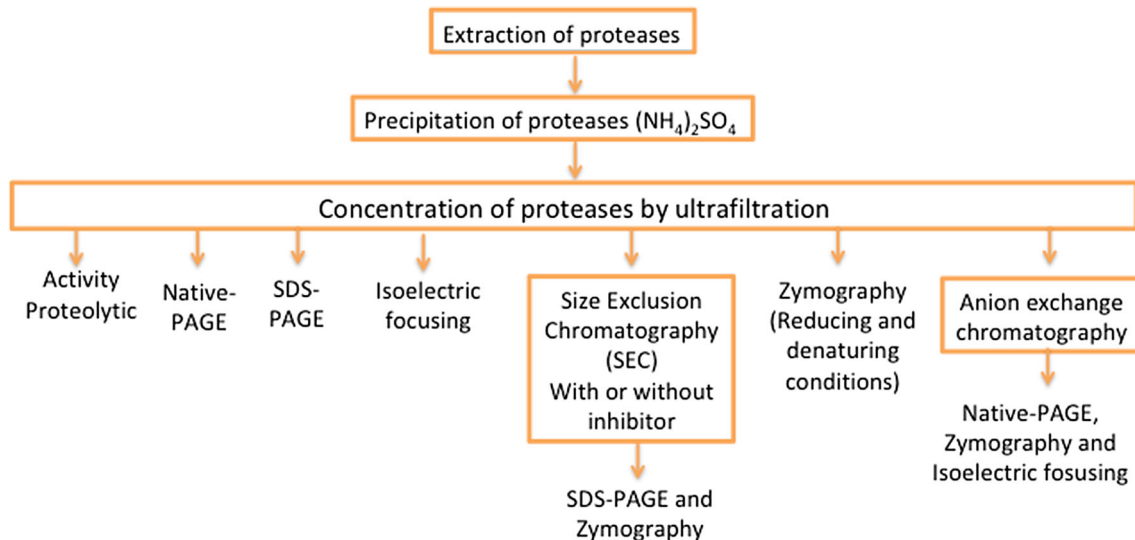 Extraction of proteases
Precipitation of proteases (NH₄)₂SO₄
Concentration of proteases by ultrafiltration
Activity
Proteolytic
Native-
PAGE
SDS-
PAGE
Isoelectric
focusing
Size Exclusion
Chromatography
(SEC)
With or without
inhibitor
SDS-PAGE and
Zymography
Zymography
(Reducing and
denaturing
conditions)
Anion exchange
chromatography
Native-PAGE,
Zymography and
Isoelectric fosusing